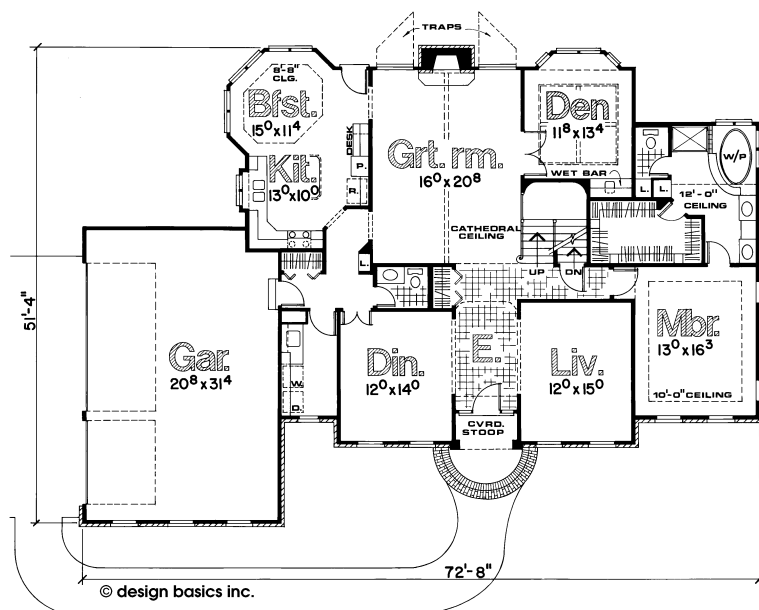 TRAPS
8'-8"
CLG.
Bfst.
15⁰ x 11⁴
DESK
Kit.
13⁰ x 10⁰
P.
R.
Grt. rm.
16⁰ x 20⁸
CATHEDRAL
CEILING
Den
11⁸ x 13⁴
WET BAR
L.
L.
W/P
12'-0"
CEILING
L.
UP
DN
51'-4"
Gar.
20⁸ x 31⁴
W.
D.
Din.
12⁰ x 14⁰
E.
Liv.
12⁰ x 15⁰
Mbr.
13⁰ x 16³
10'-0" CEILING
CVRD.
STOOP
72'-8"
© design basics inc.